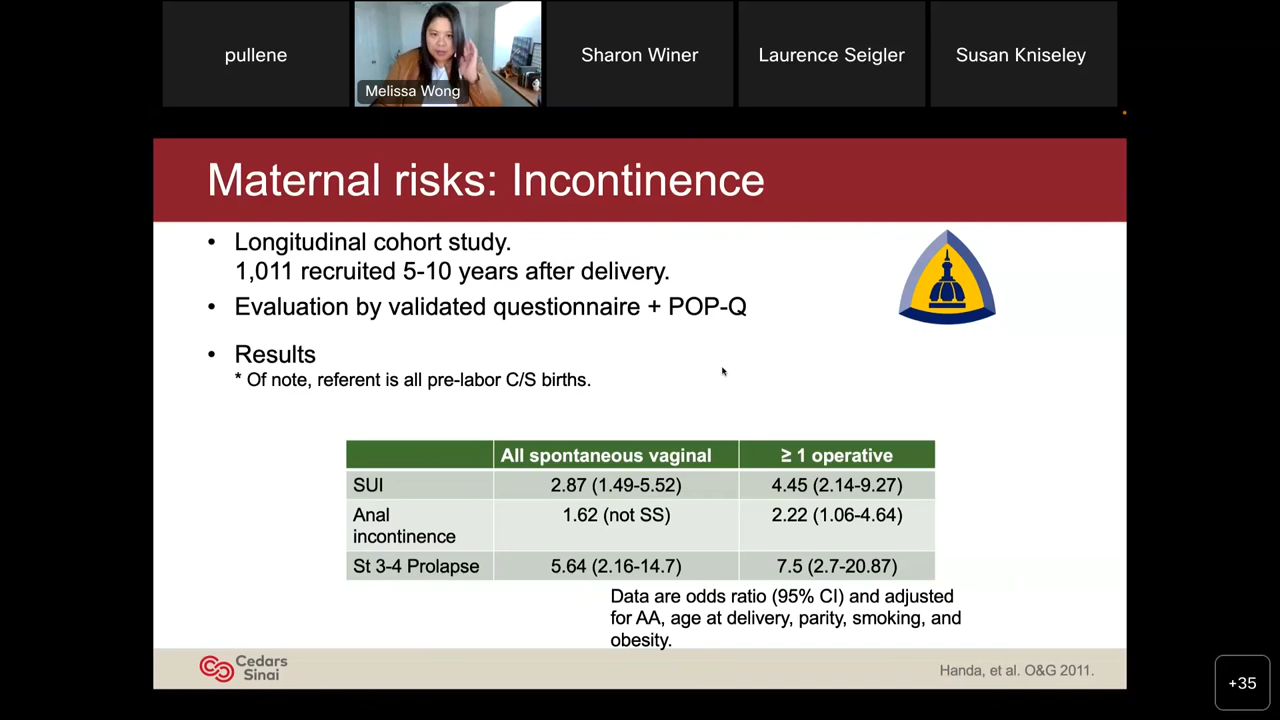 pullene
Melissa Wong
Sharon Winer
Laurence Seigler
Susan Kniseley
Maternal risks: Incontinence
• Longitudinal cohort study.
1,011 recruited 5-10 years after delivery.
• Evaluation by validated questionnaire + POP-Q
• Results
* Of note, referent is all pre-labor C/S births.
All spontaneous vaginal ≥ 1 operative
SUI 2.87 (1.49-5.52) 4.45 (2.14-9.27)
Anal incontinence 1.62 (not SS) 2.22 (1.06-4.64)
St 3-4 Prolapse 5.64 (2.16-14.7) 7.5 (2.7-20.87)
Data are odds ratio (95% CI) and adjusted
for AA, age at delivery, parity, smoking, and
obesity.
Cedars
Sinai
Handa, et al. O&G 2011.
+35